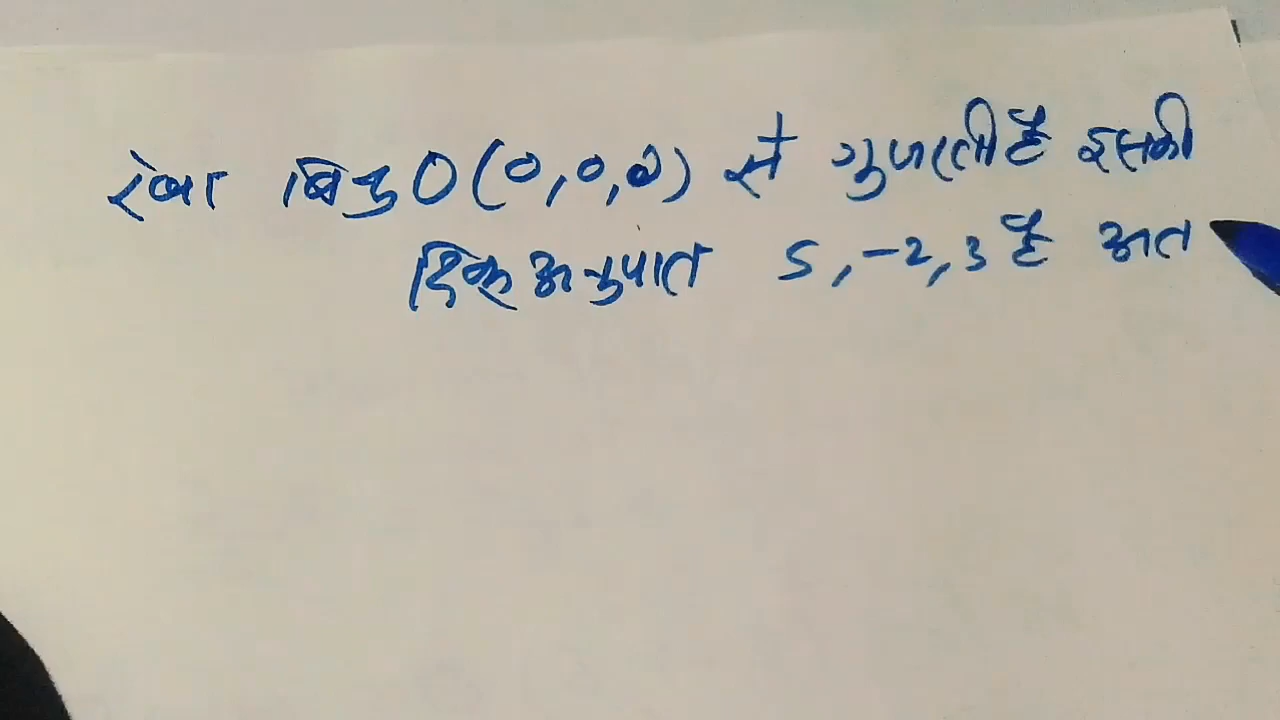 रेखा बिन्दु O (0,0,0) से गुजरती है इसकी
दिक् अनुपात 5, -2, 3 है अत